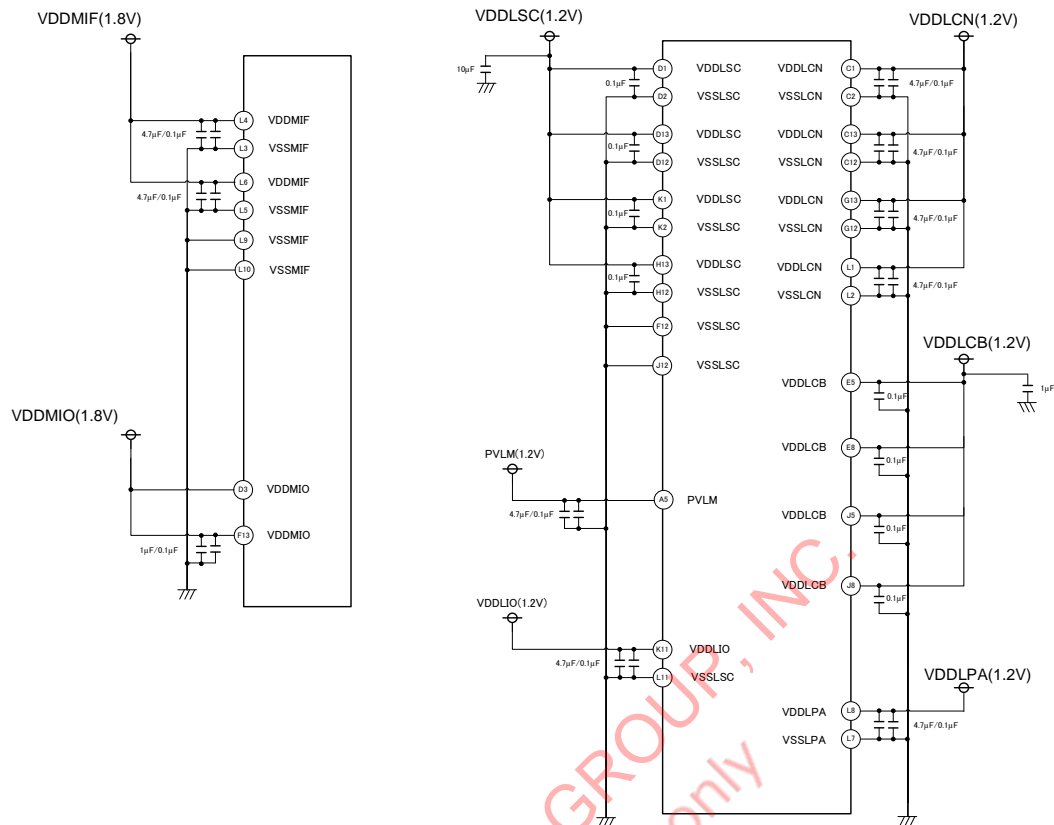 VDDMIF(1.8V)
4.7μF/0.1μF
L4 VDDMIF
L3 VSSMIF
4.7μF/0.1μF
L6 VDDMIF
L5 VSSMIF
L9 VSSMIF
L10 VSSMIF
VDDMIO(1.8V)
D3 VDDMIO
1μF/0.1μF
F13 VDDMIO
VDDLSC(1.2V)
10μF
0.1μF
D1 VDDLSC
D2 VSSLSC
0.1μF
D13 VDDLSC
D12 VSSLSC
0.1μF
K1 VDDLSC
K2 VSSLSC
0.1μF
H13 VDDLSC
H12 VSSLSC
F12 VSSLSC
J12 VSSLSC
PVLM(1.2V)
4.7μF/0.1μF
A5 PVLM
VDDLIO(1.2V)
4.7μF/0.1μF
K11 VDDLIO
L11 VSSLSC
VDDLCN(1.2V)
VDDLCN C1
4.7μF/0.1μF
VSSLCN C2
VDDLCN C13
4.7μF/0.1μF
VSSLCN C12
VDDLCN G13
4.7μF/0.1μF
VSSLCN G12
VDDLCN L1
4.7μF/0.1μF
VSSLCN L2
VDDLCB(1.2V)
1μF
VDDLCB E5
0.1μF
VDDLCB E8
0.1μF
VDDLCB J5
0.1μF
VDDLCB J8
0.1μF
VDDLPA(1.2V)
VDDLPA L8
4.7μF/0.1μF
VSSLPA L7
GROUP, INC.
only